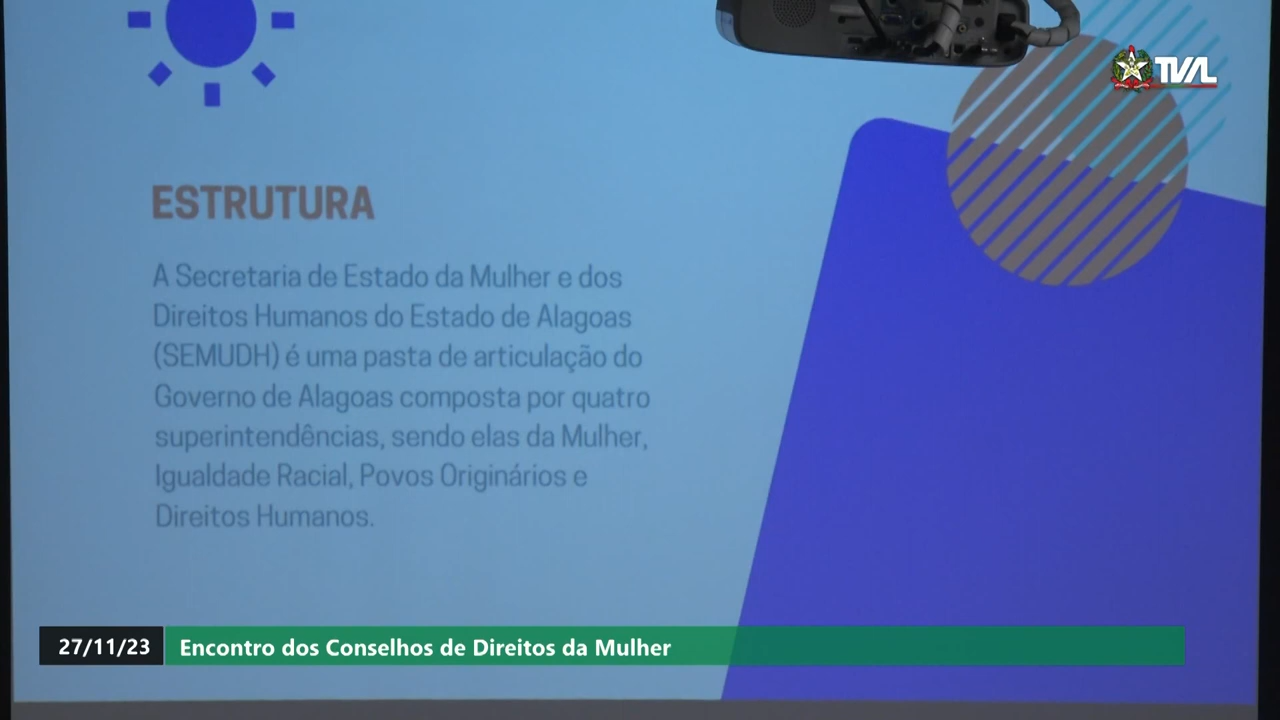 TVAL
ESTRUTURA
A Secretaria de Estado da Mulher e dos
Direitos Humanos do Estado de Alagoas
(SEMUDH) é uma pasta de articulação do
Governo de Alagoas composta por quatro
superintendências, sendo elas da Mulher,
Igualdade Racial, Povos Originários e
Direitos Humanos.
27/11/23 Encontro dos Conselhos de Direitos da Mulher